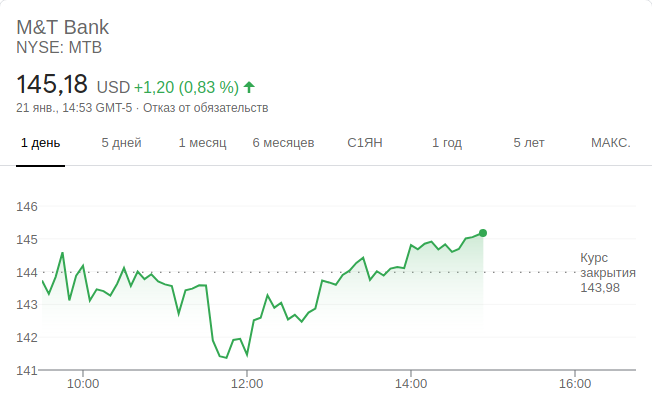 M&T Bank
NYSE: MTB
145,18 USD +1,20 (0,83 %)
21 янв., 14:53 GMT-5 · Отказ от обязательств
1 день 5 дней 1 месяц 6 месяцев С1ЯН 1 год 5 лет МАКС.
146
145
144
143
142
141
Курс
закрытия
143,98
10:00 12:00 14:00 16:00